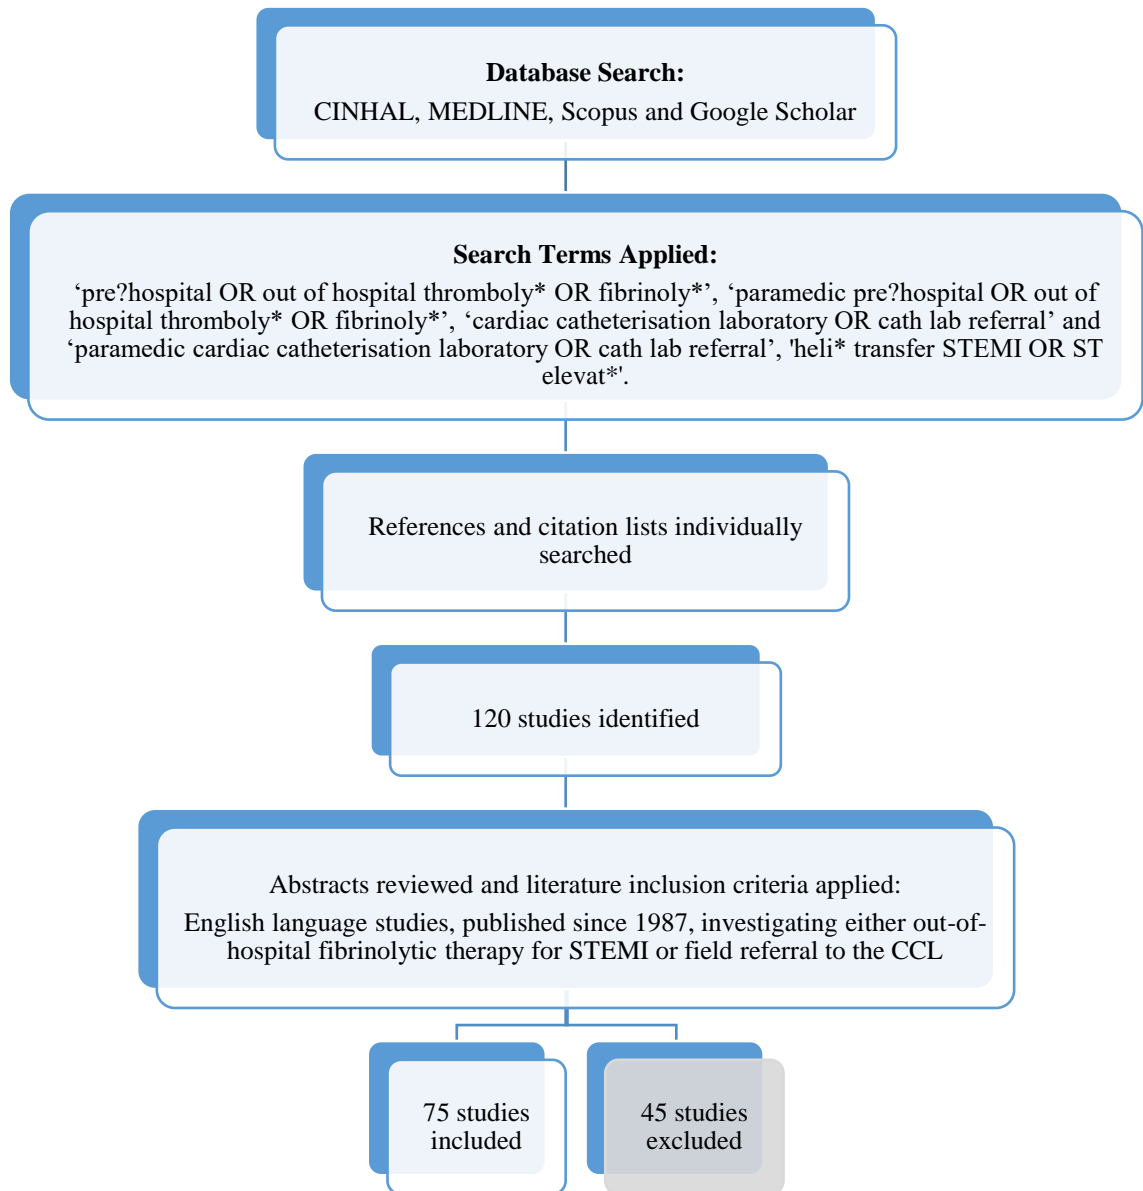 Database Search:
CINHAL, MEDLINE, Scopus and Google Scholar
Search Terms Applied:
‘pre?hospital OR out of hospital thromboly* OR fibrinoly*’, ‘paramedic pre?hospital OR out of
hospital thromboly* OR fibrinoly*’, ‘cardiac catheterisation laboratory OR cath lab referral’ and
‘paramedic cardiac catheterisation laboratory OR cath lab referral’, 'heli* transfer STEMI OR ST
elevat*'.
References and citation lists individually
searched
120 studies identified
Abstracts reviewed and literature inclusion criteria applied:
English language studies, published since 1987, investigating either out-of-
hospital fibrinolytic therapy for STEMI or field referral to the CCL
75 studies
included
45 studies
excluded